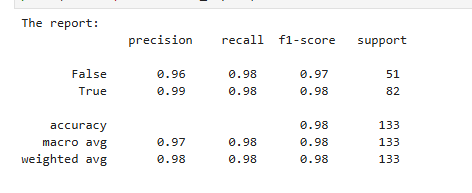 The report:
precision recall f1-score support
False 0.96 0.98 0.97 51
True 0.99 0.98 0.98 82
accuracy 0.98 133
macro avg 0.97 0.98 0.98 133
weighted avg 0.98 0.98 0.98 133